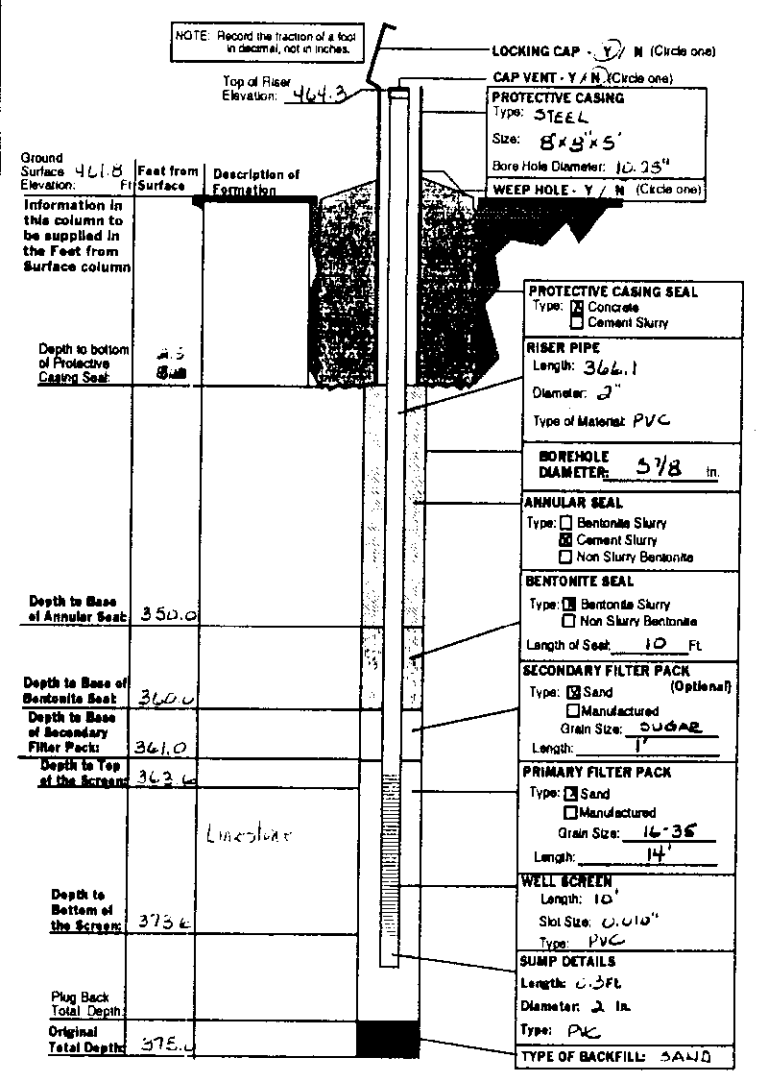 NOTE: Record the fraction of a foot
in decimal, not in inches.
LOCKING CAP - Y / N (Circle one)
Top of Riser
Elevation: 464.3
CAP VENT - Y / N (Circle one)
PROTECTIVE CASING
Type: STEEL
Size: 8" x 8" x 5'
Bore Hole Diameter: 10.25"
WEEP HOLE - Y / N (Circle one)
Ground
Surface 461.8
Elevation: Ft
Feet from
Surface
Description of
Formation
Information in
this column to
be supplied in
the Feet from
Surface column
PROTECTIVE CASING SEAL
Type: ☒ Concrete
☐ Cement Slurry
Depth to bottom
of Protective
Casing Seal: 2.5
RISER PIPE
Length: 366.1
Diameter: 2"
Type of Material: PVC
BOREHOLE
DIAMETER: 5 7/8 in.
ANNULAR SEAL
Type: ☐ Bentonite Slurry
☒ Cement Slurry
☐ Non Slurry Bentonite
Depth to Base
of Annular Seal: 350.0
BENTONITE SEAL
Type: ☒ Bentonite Slurry
☐ Non Slurry Bentonite
Length of Seal: 10 Ft.
Depth to Base of
Bentonite Seal: 360.0
SECONDARY FILTER PACK
Type: ☒ Sand (Optional)
☐ Manufactured
Grain Size: SUGAR
Length: 1'
Depth to Base
of Secondary
Filter Pack: 361.0
Depth to Top
of the Screen: 363.6
PRIMARY FILTER PACK
Type: ☒ Sand
☐ Manufactured
Grain Size: 16-35
Length: 14'
Limestone
Depth to
Bottom of
the Screen: 373.6
WELL SCREEN
Length: 10'
Slot Size: 0.010"
Type: PVC
SUMP DETAILS
Length: 0.3 Ft.
Diameter: 2 In.
Type: PVC
Plug Back
Total Depth:
Original
Total Depth: 375.0
TYPE OF BACKFILL: SAND